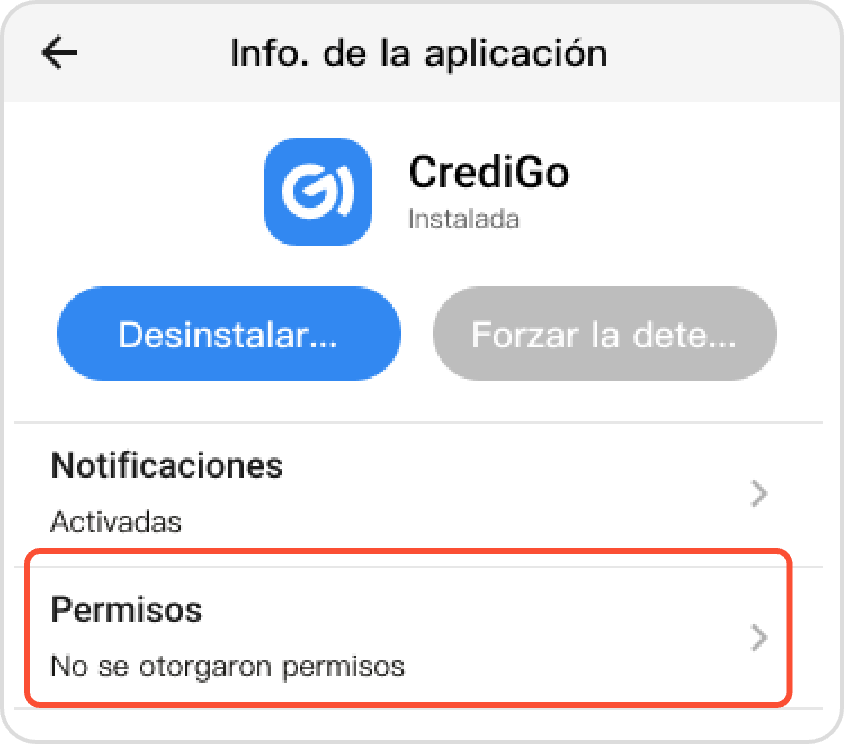 Info. de la aplicación
CrediGo
Instalada
Desinstalar...
Forzar la dete...
Notificaciones
Activadas
Permisos
No se otorgaron permisos